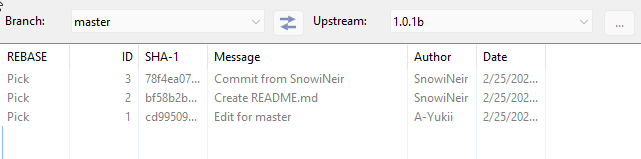 Branch: master Upstream: 1.0.1b ...
REBASE ID SHA-1 Message Author Date
Pick 3 78f4ea07... Commit from SnowiNeir SnowiNeir 2/25/202...
Pick 2 bf58b2b... Create README.md SnowiNeir 2/25/202...
Pick 1 cd99509... Edit for master A-Yukii 2/25/202...